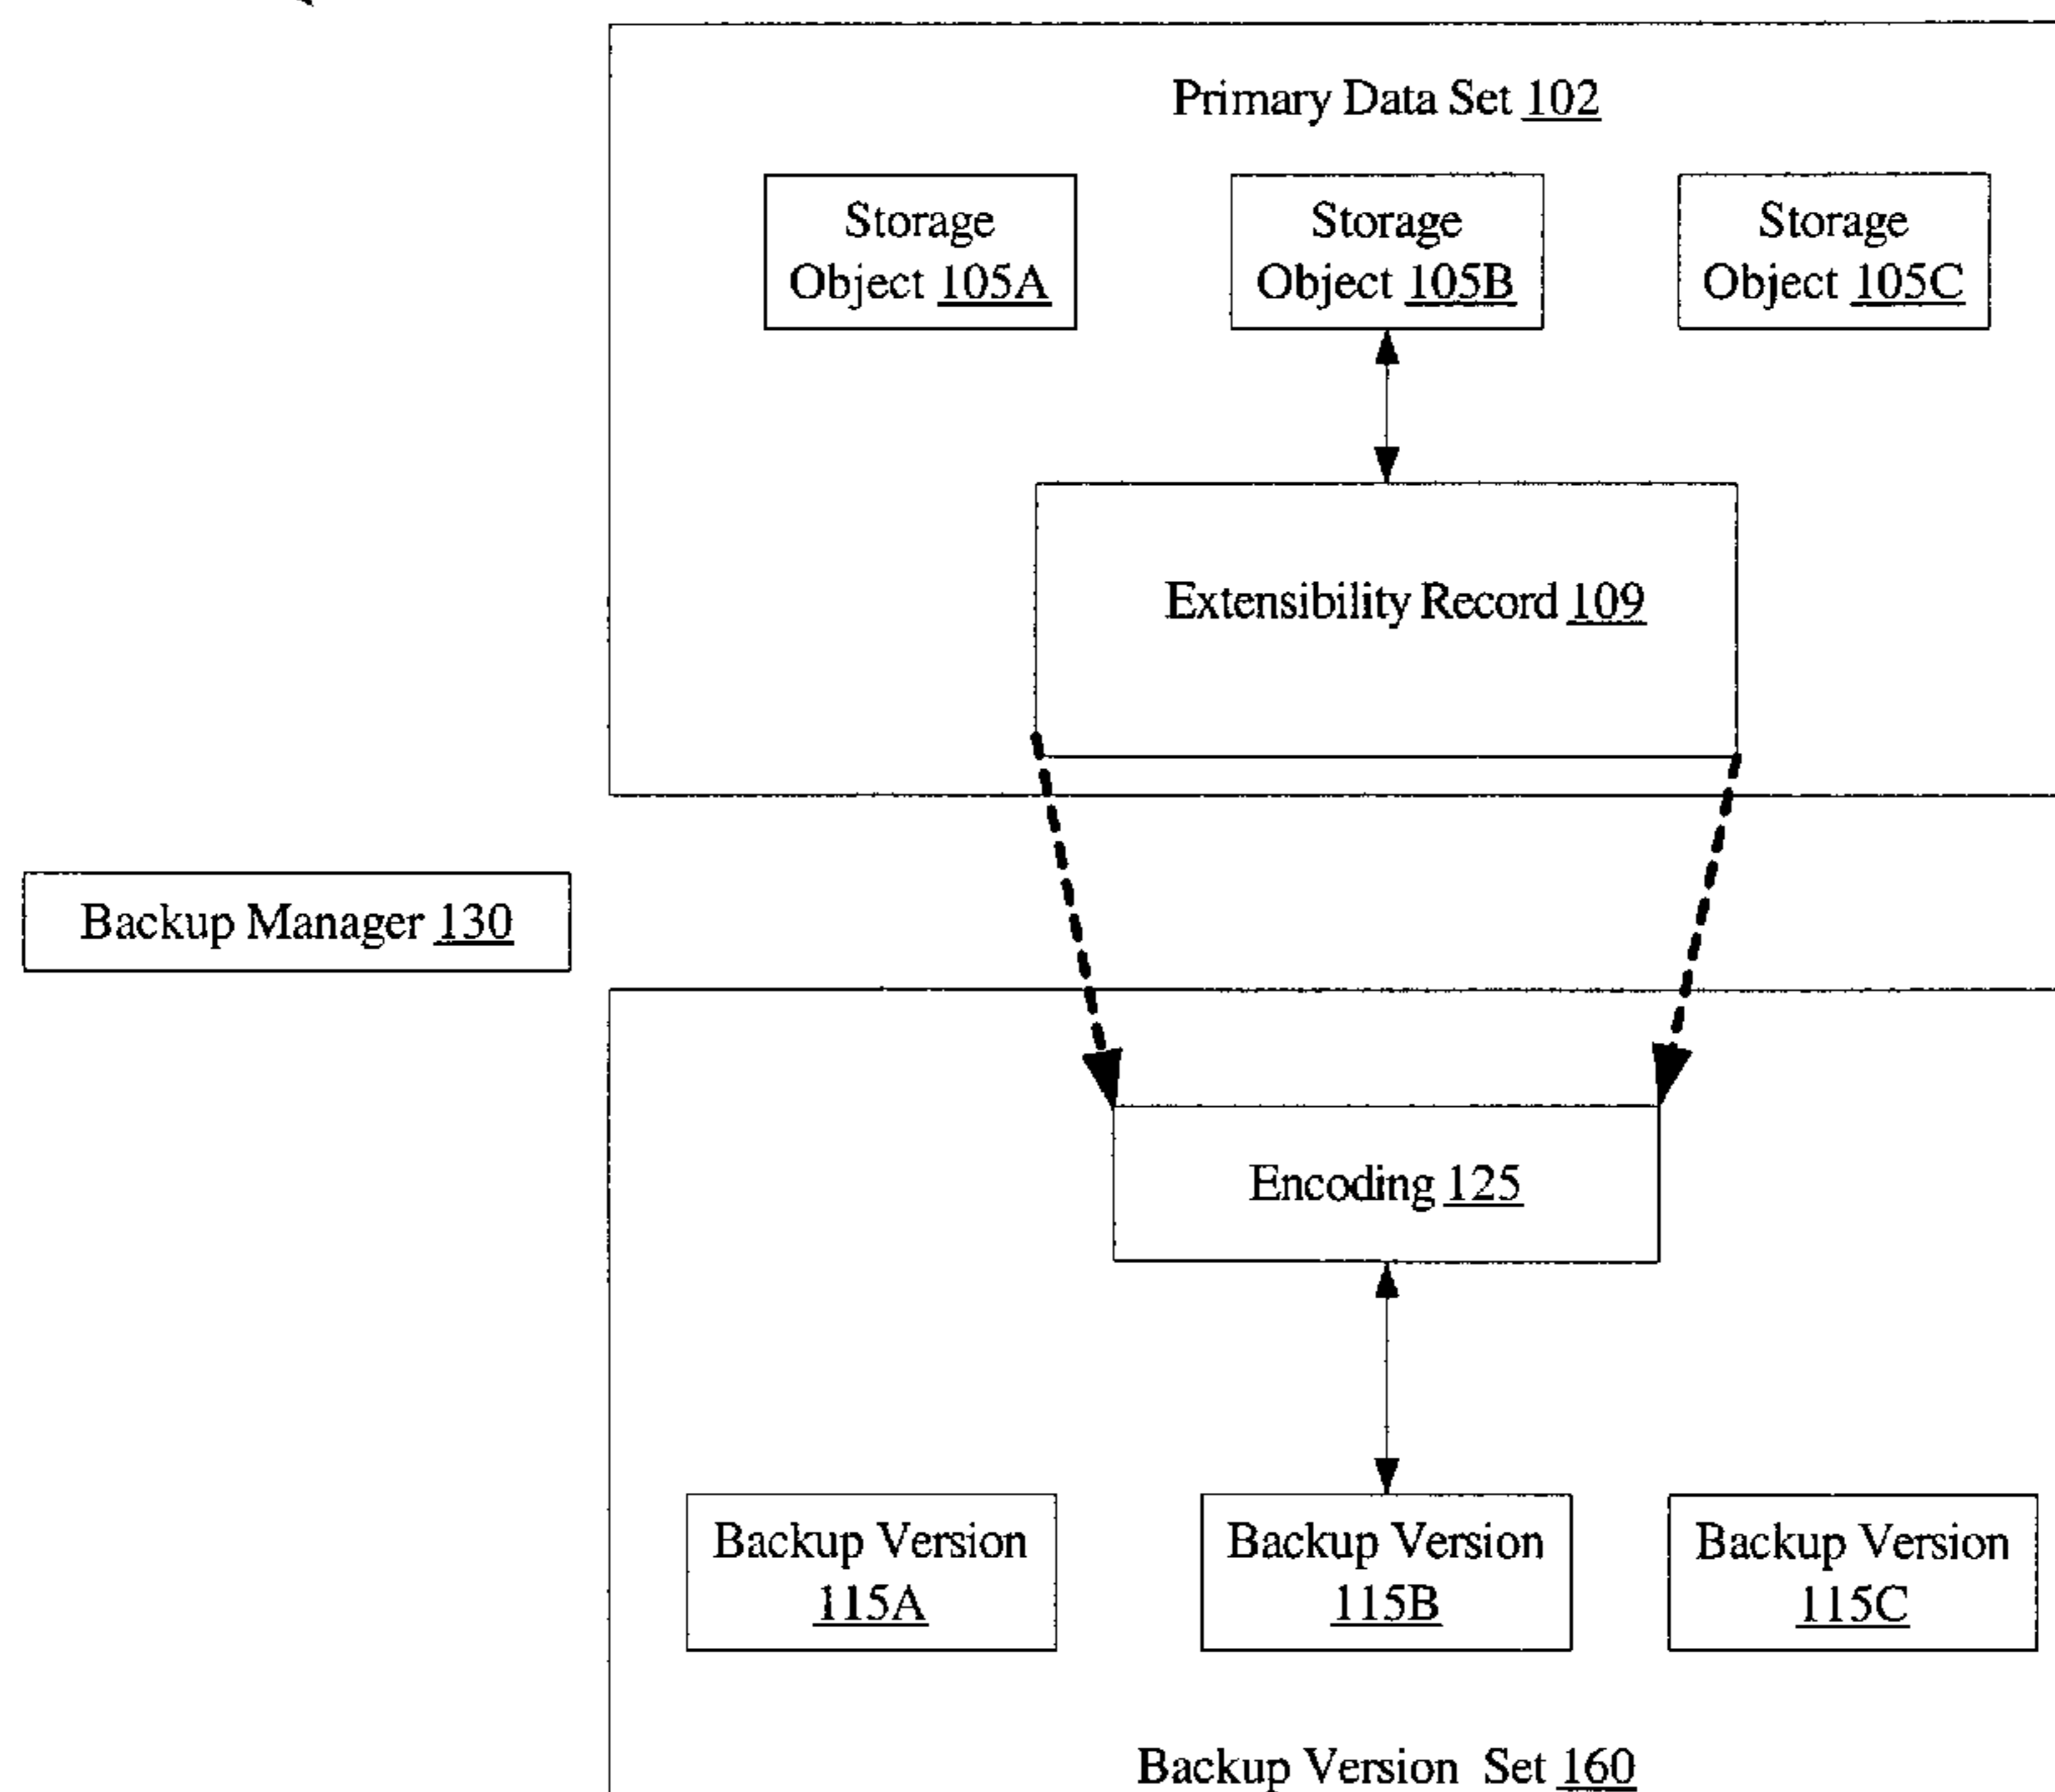 Primary Data Set 102
Storage
Object 105A
Storage
Object 105B
Storage
Object 105C
Extensibility Record 109
Backup Manager 130
Encoding 125
Backup Version
115A
Backup Version
115B
Backup Version
115C
Backup Version Set 160